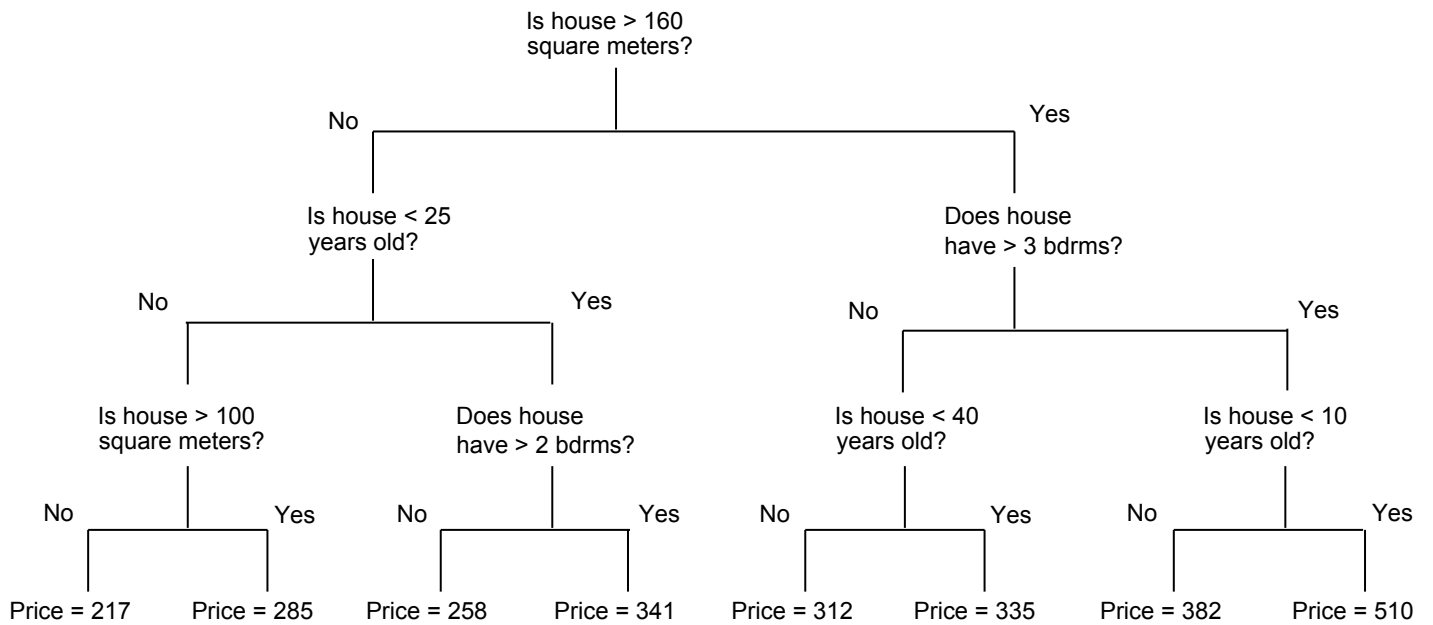 Is house > 160
square meters?
No
Yes
Is house < 25
years old?
Does house
have > 3 bdrms?
No
Yes
No
Yes
Is house > 100
square meters?
Does house
have > 2 bdrms?
Is house < 40
years old?
Is house < 10
years old?
No
Yes
No
Yes
No
Yes
No
Yes
Price = 217
Price = 285
Price = 258
Price = 341
Price = 312
Price = 335
Price = 382
Price = 510